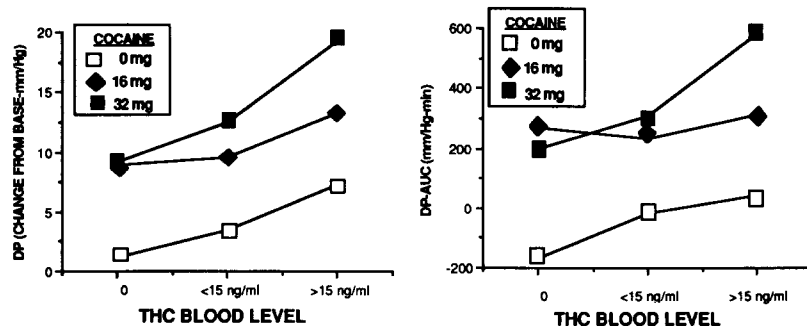 COCAINE
0 mg
16 mg
32 mg
DP (CHANGE FROM BASE-mm/Hg)
20
15
10
5
0
0
<15 ng/ml
>15 ng/ml
THC BLOOD LEVEL
COCAINE
0 mg
16 mg
32 mg
DP-AUC (mm/Hg-min)
600
400
200
0
-200
0
<15 ng/ml
>15 ng/ml
THC BLOOD LEVEL